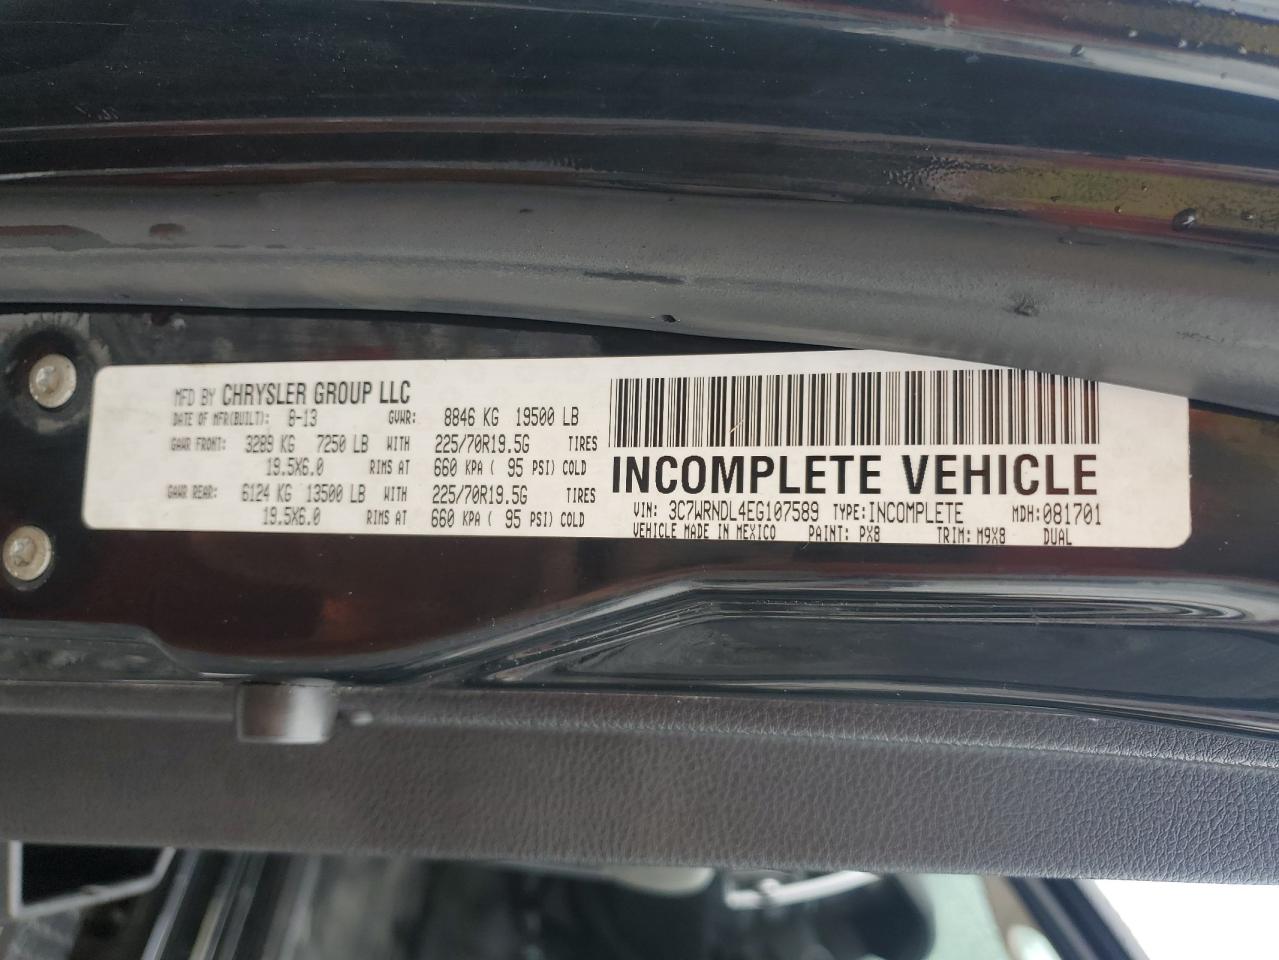 MFD BY CHRYSLER GROUP LLC
DATE OF MFR(BUILT): 8-13 GVWR: 8846 KG 19500 LB
GAWR FRONT: 3289 KG 7250 LB WITH 225/70R19.5G TIRES
19.5X6.0 RIMS AT 660 KPA ( 95 PSI) COLD
GAWR REAR: 6124 KG 13500 LB WITH 225/70R19.5G TIRES
19.5X6.0 RIMS AT 660 KPA ( 95 PSI) COLD
INCOMPLETE VEHICLE
VIN: 3C7WRNDL4EG107589 TYPE:INCOMPLETE MDH:081701
VEHICLE MADE IN MEXICO PAINT: PX8 TRIM: M9X8 DUAL